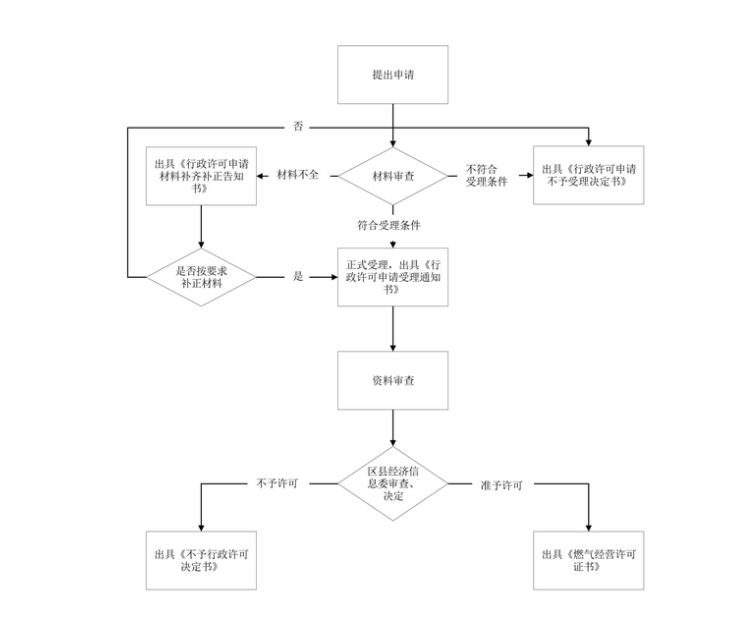 提出申请
否
出具《行政许可申请
材料补齐补正告知
书》
材料不全
材料审查
不符合
受理条件
出具《行政许可申请
不予受理决定书》
符合受理条件
是否按要求
补正材料
是
正式受理，出具《行
政许可申请受理通知
书》
资料审查
区县经济信
息委审查、
决定
不予许可
准予许可
出具《不予行政许可
决定书》
出具《燃气经营许可
证书》